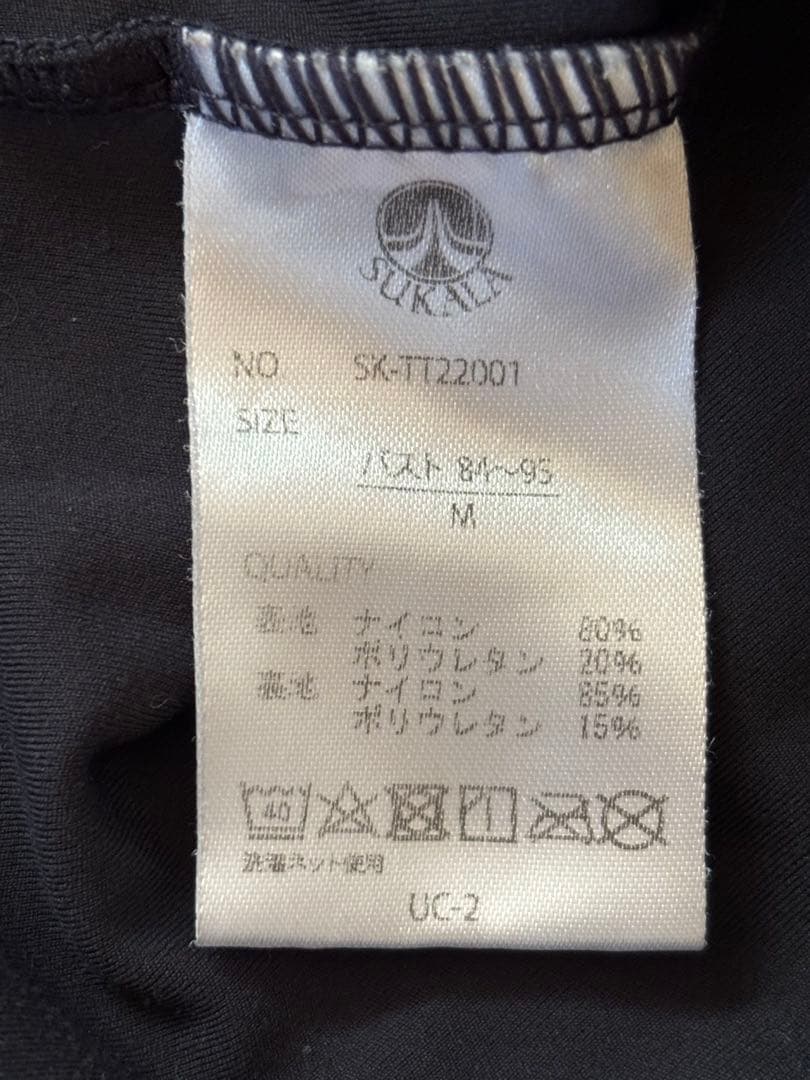 SUKALA
NO. SK-TT22001
SIZE
バスト 84～95
M
QUALITY
表地 ナイロン 80%
ポリウレタン 20%
裏地 ナイロン 85%
ポリウレタン 15%
40
洗濯ネット使用
UC-2